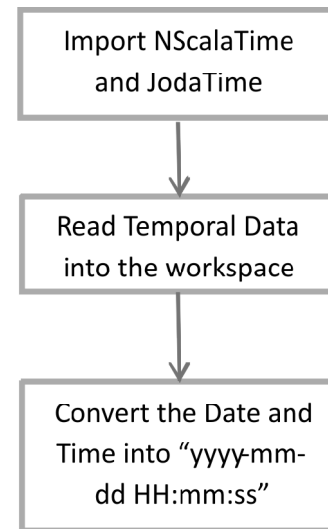 Import NScalaTime
and JodaTime
Read Temporal Data
into the workspace
Convert the Date and
Time into “yyyy-mm-
dd HH:mm:ss”